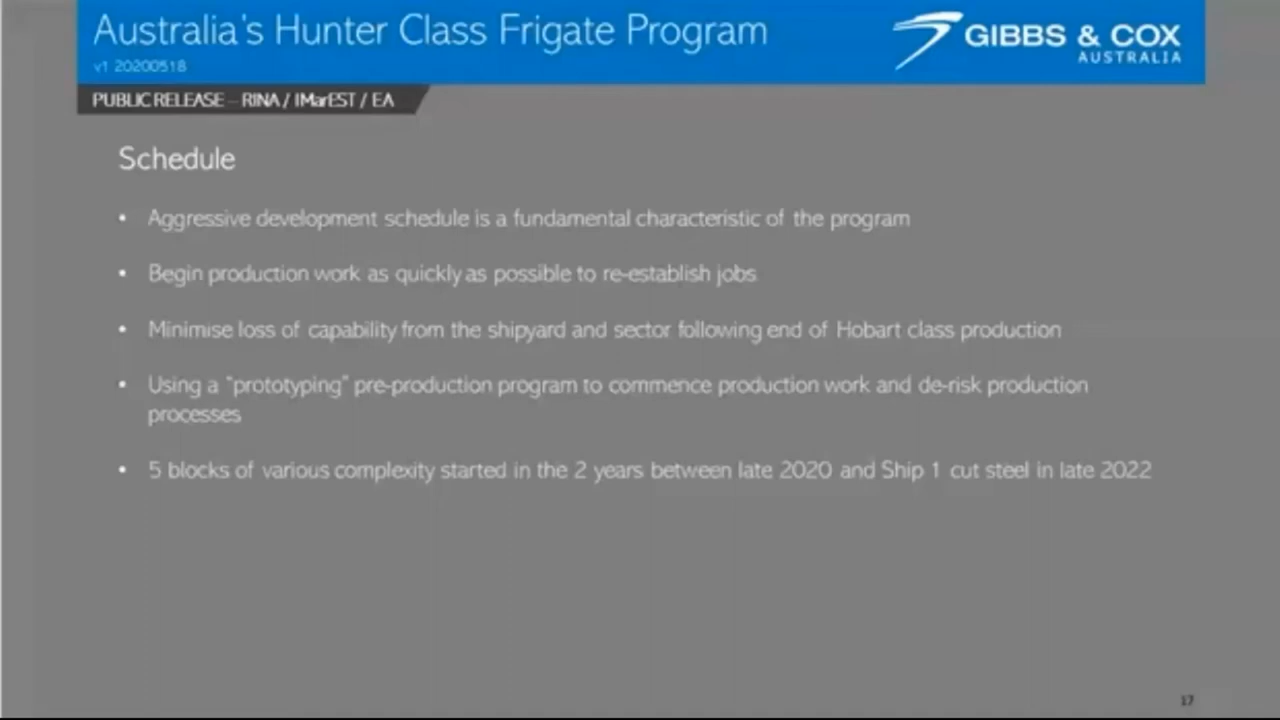 Australia's Hunter Class Frigate Program
v1 20200518
GIBBS & COX
AUSTRALIA
PUBLIC RELEASE – RINA / IMarEST / EA
Schedule
• Aggressive development schedule is a fundamental characteristic of the program
• Begin production work as quickly as possible to re-establish jobs
• Minimise loss of capability from the shipyard and sector following end of Hobart class production
• Using a "prototyping" pre-production program to commence production work and de-risk production
processes
• 5 blocks of various complexity started in the 2 years between late 2020 and Ship 1 cut steel in late 2022
17